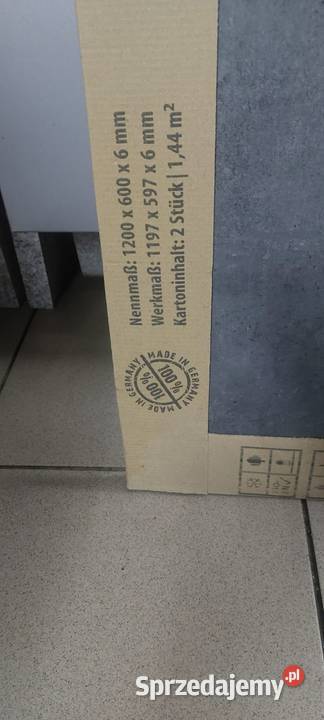 Nennmaß: 1200 x 600 x 6 mm
Werkmaß: 1197 x 597 x 6 mm
Kartoninhalt: 2 Stück | 1,44 m²
MADE IN GERMANY
100%
100%
MADE IN GERMANY
Sprzedajemy.pl